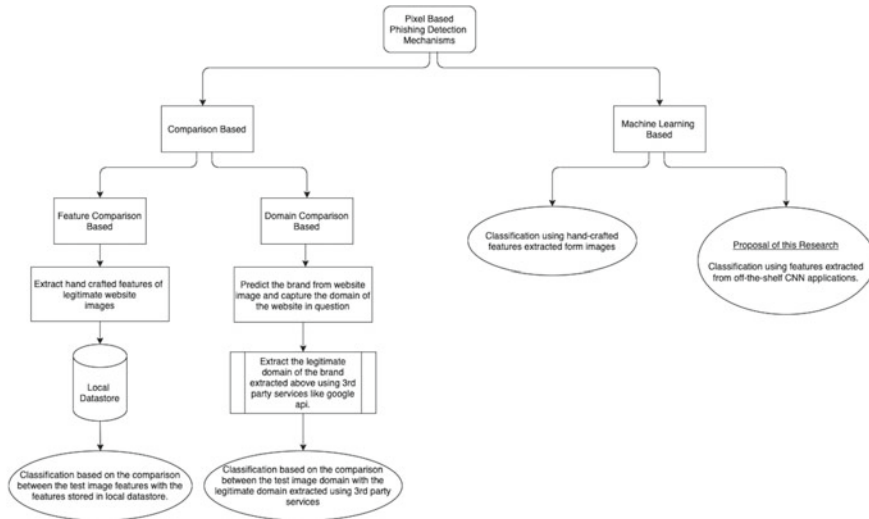 Pixel Based
Phishing Detection
Mechanisms
Comparison Based
Machine Learning
Based
Feature Comparison
Based
Domain Comparison
Based
Classification using hand-crafted
features extracted form images
Proposal of this Research
Classification using features extracted
from off-the-shelf CNN applications.
Extract hand crafted features of
legitimate website
images
Predict the brand from website
image and capture the domain of
the website in question
Local
Datastore
Extract the legitimate
domain of the brand
extracted above using 3rd
party services like google
api.
Classification based on the comparison
between the test image features with the
features stored in local datastore.
Classification based on the comparison
between the test image domain with the
legitimate domain extracted using 3rd party
services